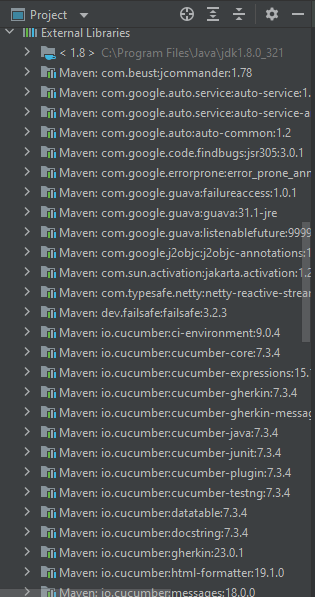 Project
External Libraries
< 1.8 > C:\Program Files\Java\jdk1.8.0_321
Maven: com.beust:jcommander:1.78
Maven: com.google.auto.service:auto-service:1.
Maven: com.google.auto.service:auto-service-a
Maven: com.google.auto:auto-common:1.2
Maven: com.google.code.findbugs:jsr305:3.0.1
Maven: com.google.errorprone:error_prone_ann
Maven: com.google.guava:failureaccess:1.0.1
Maven: com.google.guava:guava:31.1-jre
Maven: com.google.guava:listenablefuture:9999
Maven: com.google.j2objc:j2objc-annotations:1
Maven: com.sun.activation:jakarta.activation:1.2
Maven: com.typesafe.netty:netty-reactive-strean
Maven: dev.failsafe:failsafe:3.2.3
Maven: io.cucumber:ci-environment:9.0.4
Maven: io.cucumber:cucumber-core:7.3.4
Maven: io.cucumber:cucumber-expressions:15.
Maven: io.cucumber:cucumber-gherkin:7.3.4
Maven: io.cucumber:cucumber-gherkin-messag
Maven: io.cucumber:cucumber-java:7.3.4
Maven: io.cucumber:cucumber-junit:7.3.4
Maven: io.cucumber:cucumber-plugin:7.3.4
Maven: io.cucumber:cucumber-testng:7.3.4
Maven: io.cucumber:datatable:7.3.4
Maven: io.cucumber:docstring:7.3.4
Maven: io.cucumber:gherkin:23.0.1
Maven: io.cucumber:html-formatter:19.1.0
Maven: io.cucumber:messages:18.0.0